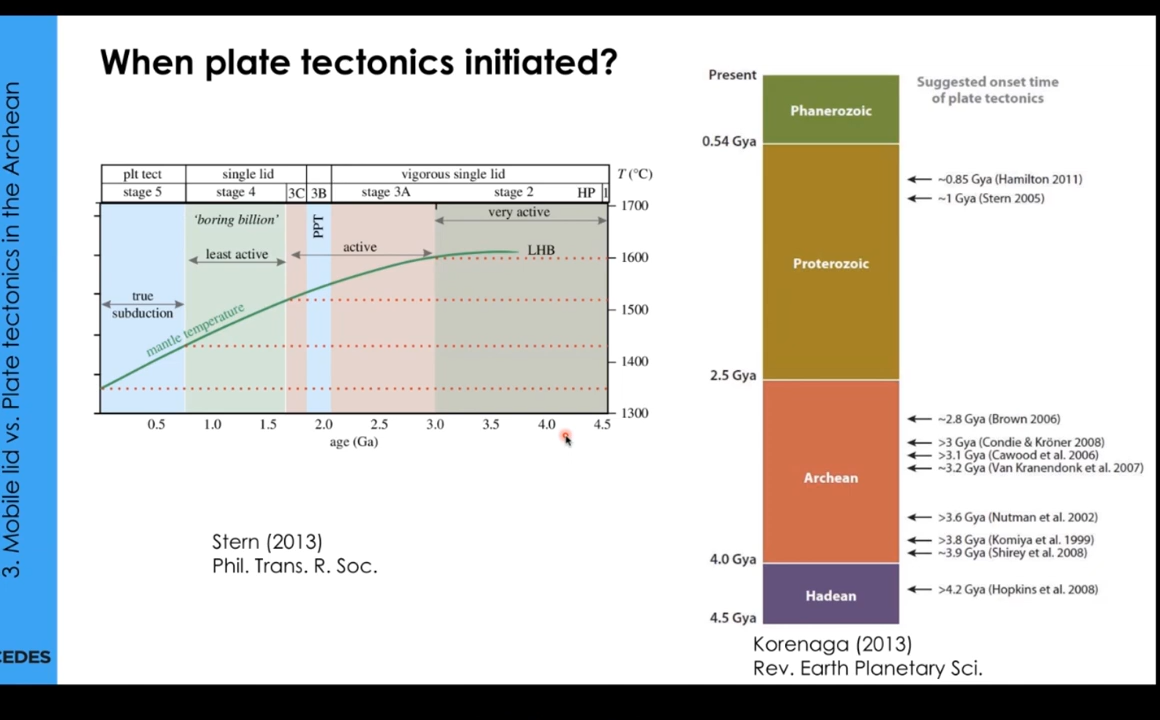 When plate tectonics initiated?
3. Mobile lid vs. Plate tectonics in the Archean
plt tect
single lid
vigorous single lid
T (°C)
stage 5
stage 4
3C
3B
stage 3A
stage 2
HP
1
1700
'boring billion'
PPT
very active
least active
active
LHB
1600
true
subduction
mantle temperature
1500
1400
1300
0.5 1.0 1.5 2.0 2.5 3.0 3.5 4.0 4.5
age (Ga)
Stern (2013)
Phil. Trans. R. Soc.
Present
Suggested onset time
of plate tectonics
Phanerozoic
0.54 Gya
~0.85 Gya (Hamilton 2011)
~1 Gya (Stern 2005)
Proterozoic
2.5 Gya
~2.8 Gya (Brown 2006)
>3 Gya (Condie & Kröner 2008)
>3.1 Gya (Cawood et al. 2006)
~3.2 Gya (Van Kranendonk et al. 2007)
Archean
>3.6 Gya (Nutman et al. 2002)
>3.8 Gya (Komiya et al. 1999)
~3.9 Gya (Shirey et al. 2008)
4.0 Gya
>4.2 Gya (Hopkins et al. 2008)
Hadean
4.5 Gya
Korenaga (2013)
Rev. Earth Planetary Sci.
CEDES